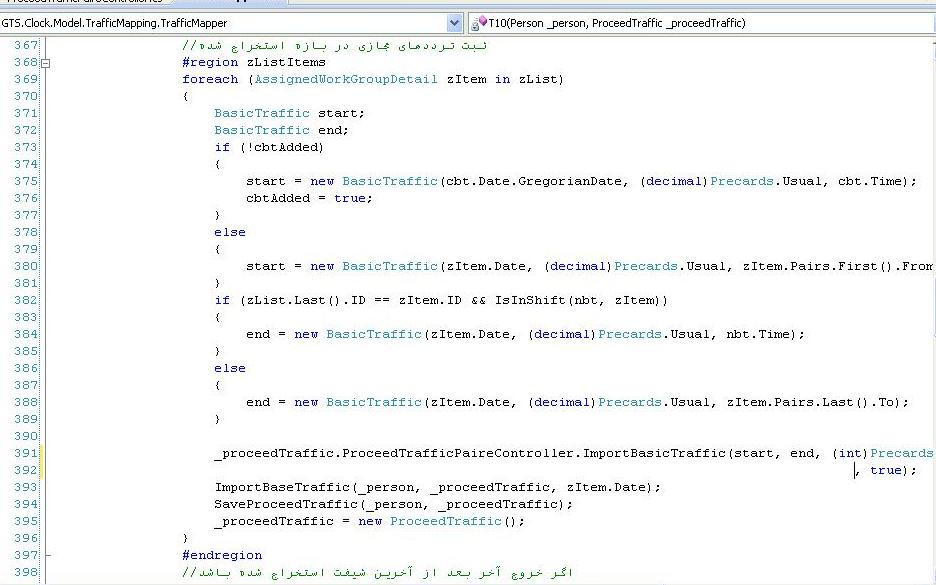 GTS.Clock.Model.TrafficMapping.TrafficMapper T10(Person _person, ProceedTraffic _proceedTraffic)
367 //ثبت ترددهای مجازی در بازه استخراج شده
368 #region zListItems
369 foreach (AssignedWorkGroupDetail zItem in zList)
370 {
371 BasicTraffic start;
372 BasicTraffic end;
373 if (!cbtAdded)
374 {
375 start = new BasicTraffic(cbt.Date.GregorianDate, (decimal)Precards.Usual, cbt.Time);
376 cbtAdded = true;
377 }
378 else
379 {
380 start = new BasicTraffic(zItem.Date, (decimal)Precards.Usual, zItem.Pairs.First().From
381 }
382 if (zList.Last().ID == zItem.ID && IsInShift(nbt, zItem))
383 {
384 end = new BasicTraffic(zItem.Date, (decimal)Precards.Usual, nbt.Time);
385 }
386 else
387 {
388 end = new BasicTraffic(zItem.Date, (decimal)Precards.Usual, zItem.Pairs.Last().To);
389 }
390
391 _proceedTraffic.ProceedTrafficPaireController.ImportBasicTraffic(start, end, (int)Precards
392 , true);
393 ImportBaseTraffic(_person, _proceedTraffic, zItem.Date);
394 SaveProceedTraffic(_person, _proceedTraffic);
395 _proceedTraffic = new ProceedTraffic();
396 }
397 #endregion
398 //اگر خروج آخر بعد از آخرین شیفت استخراج شده باشد